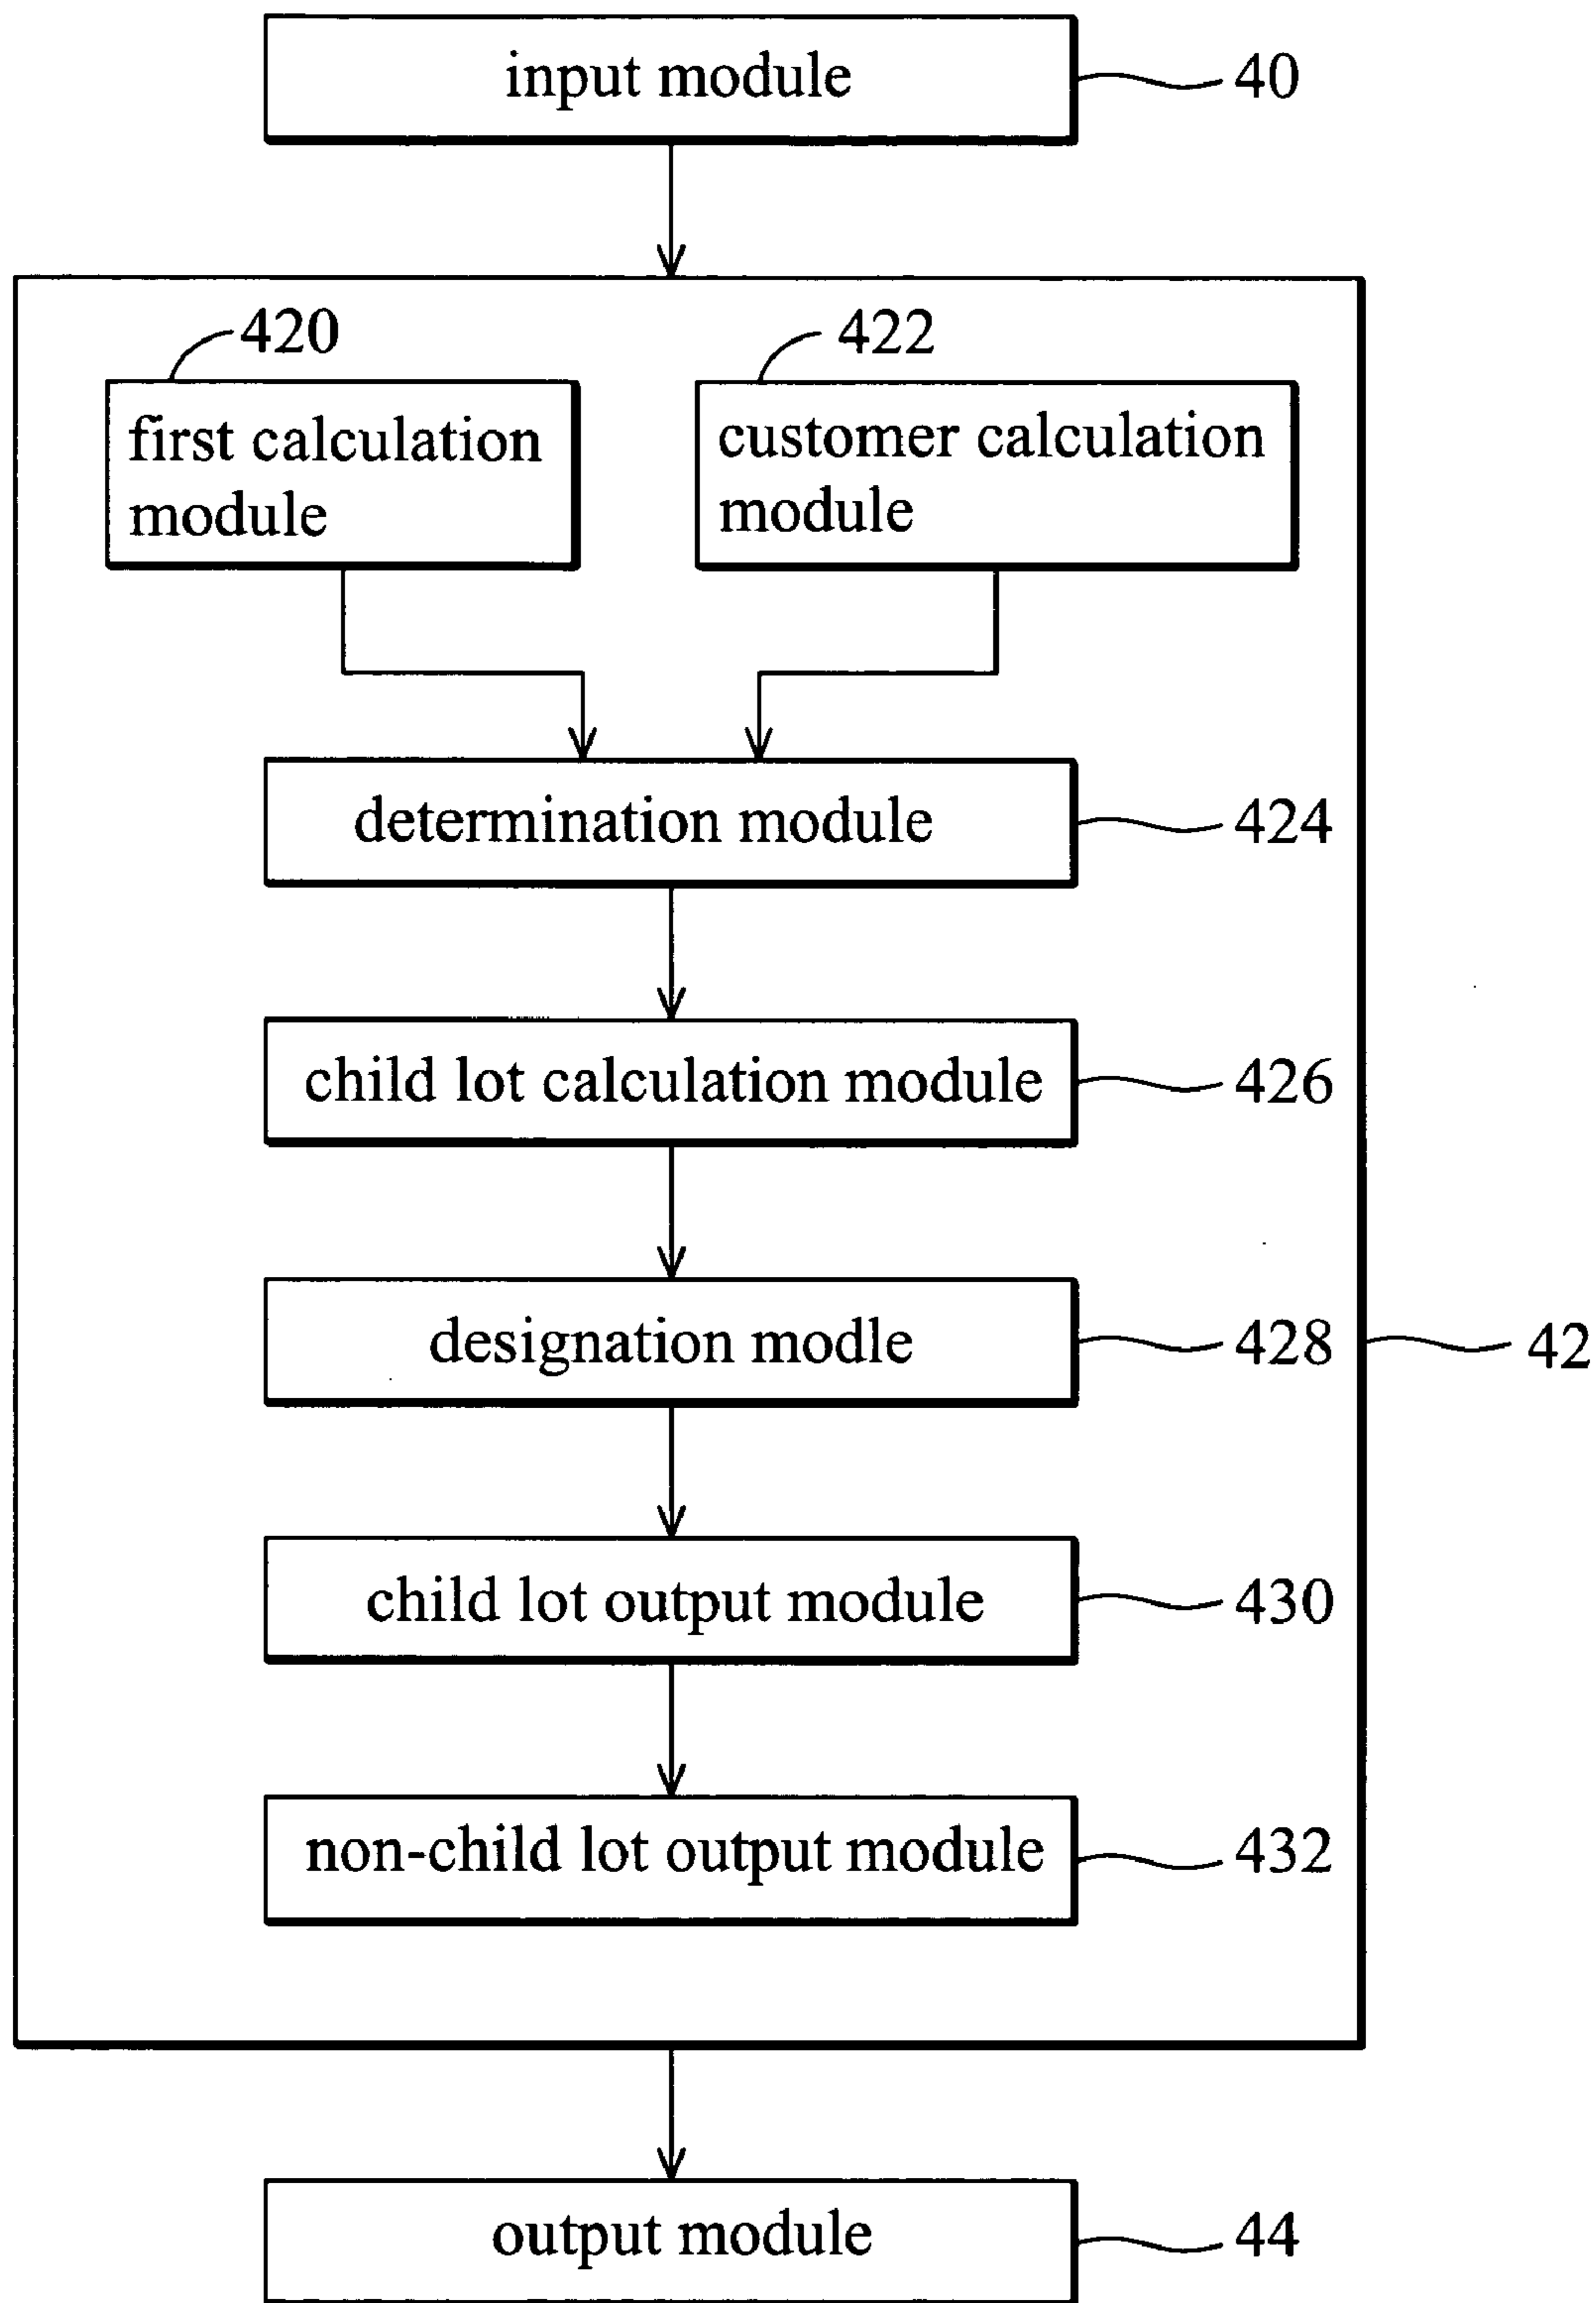 input module
40
420
422
first calculation
module
customer calculation
module
determination module
424
child lot calculation module
426
designation modle
428
42
child lot output module
430
non-child lot output module
432
output module
44